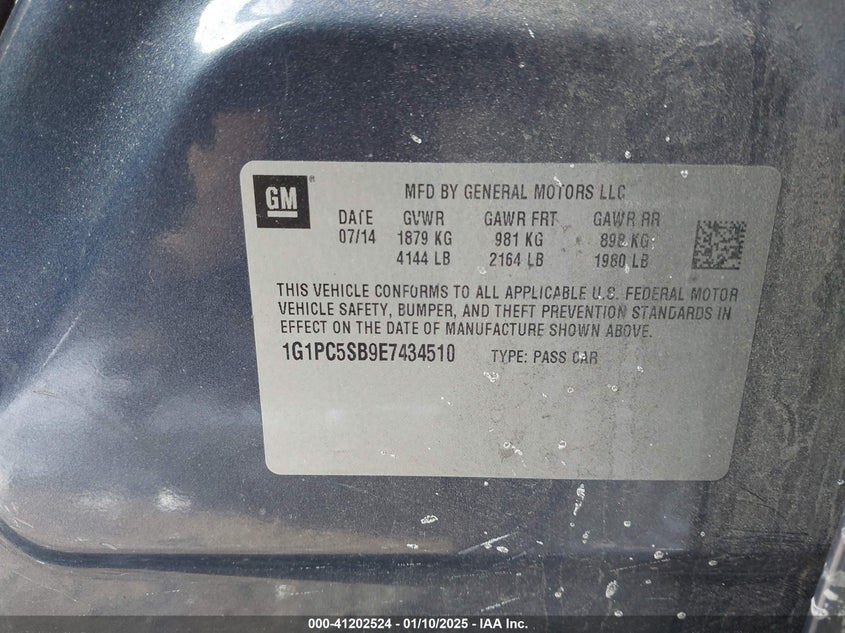 GM®
MFD BY GENERAL MOTORS LLC
DATE GVWR GAWR FRT GAWR RR
07/14 1879 KG 981 KG 898 KG
4144 LB 2164 LB 1980 LB
THIS VEHICLE CONFORMS TO ALL APPLICABLE U.S. FEDERAL MOTOR
VEHICLE SAFETY, BUMPER, AND THEFT PREVENTION STANDARDS IN
EFFECT ON THE DATE OF MANUFACTURE SHOWN ABOVE.
1G1PC5SB9E7434510 TYPE: PASS CAR
000-41202524 - 01/10/2025 - IAA Inc.